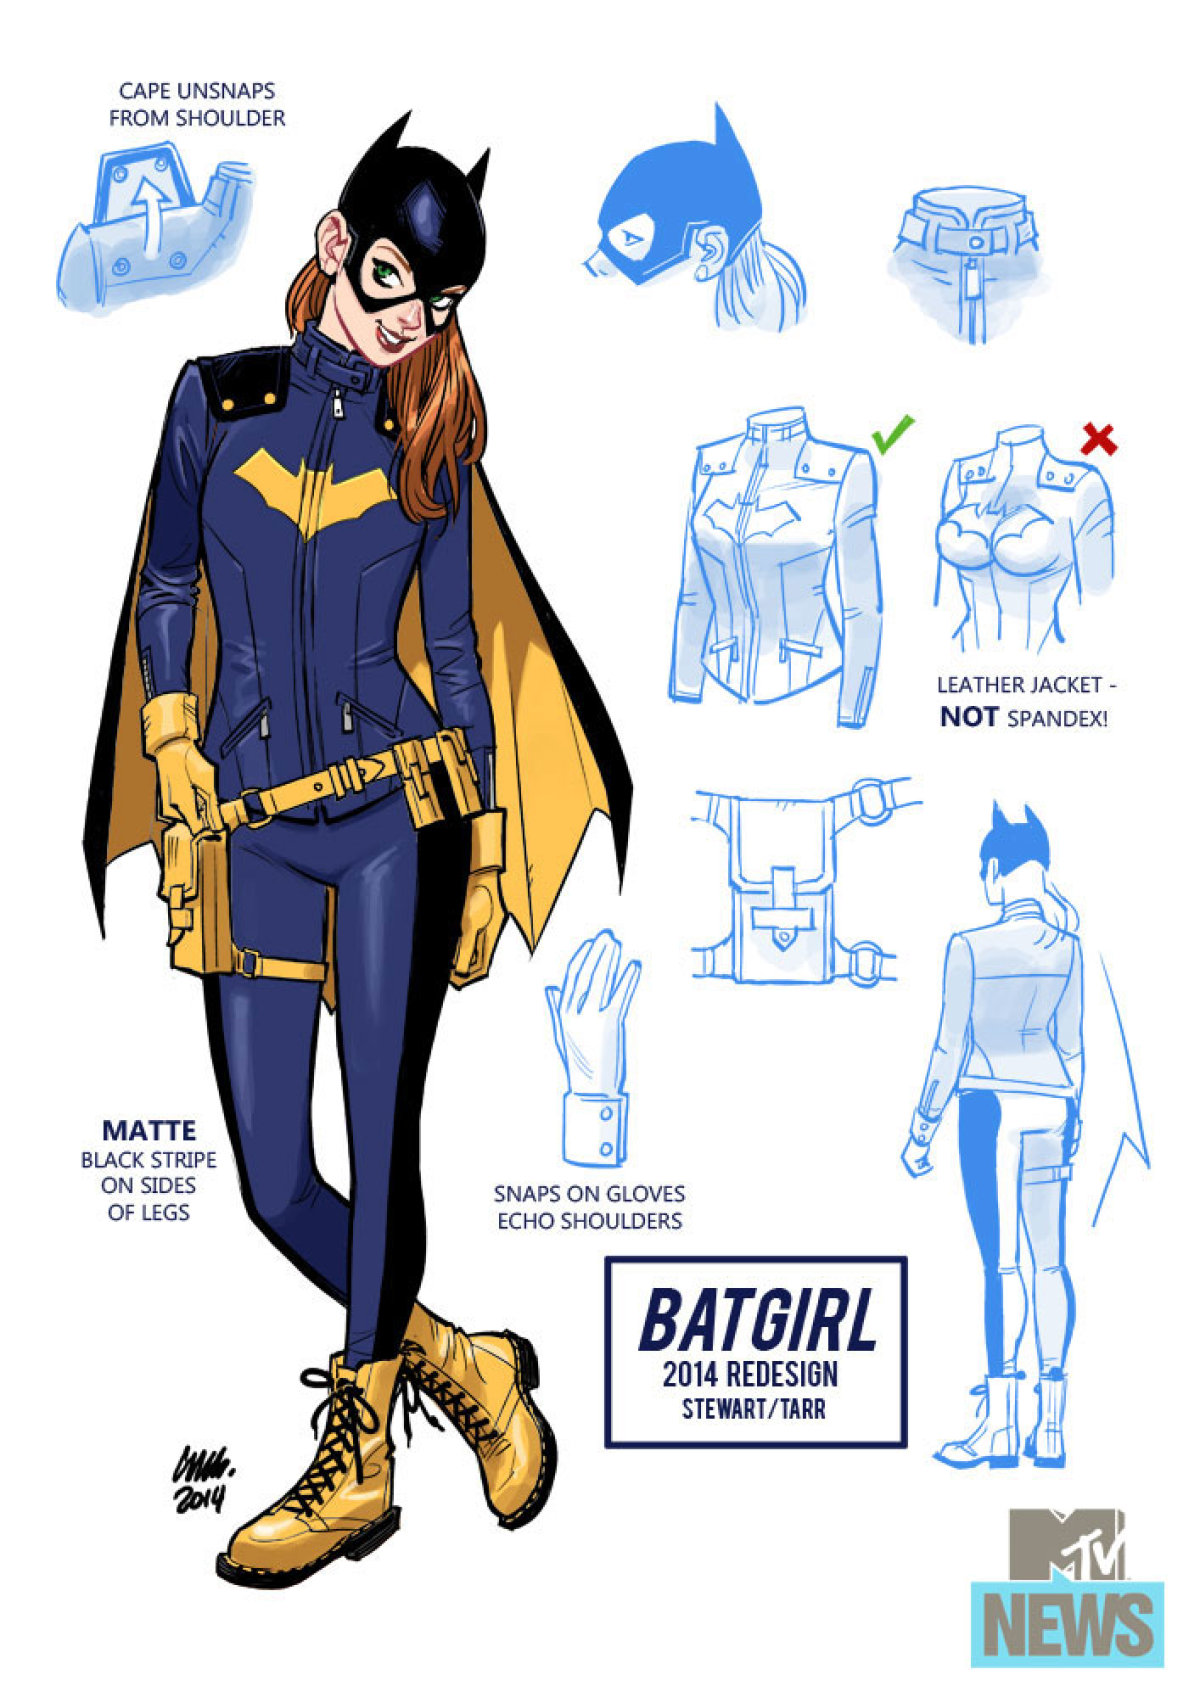 CAPE UNSNAPS
FROM SHOULDER
LEATHER JACKET -
NOT SPANDEX!
MATTE
BLACK STRIPE
ON SIDES
OF LEGS
SNAPS ON GLOVES
ECHO SHOULDERS
BATGIRL
2014 REDESIGN
STEWART/TARR
2014
MTV
NEWS